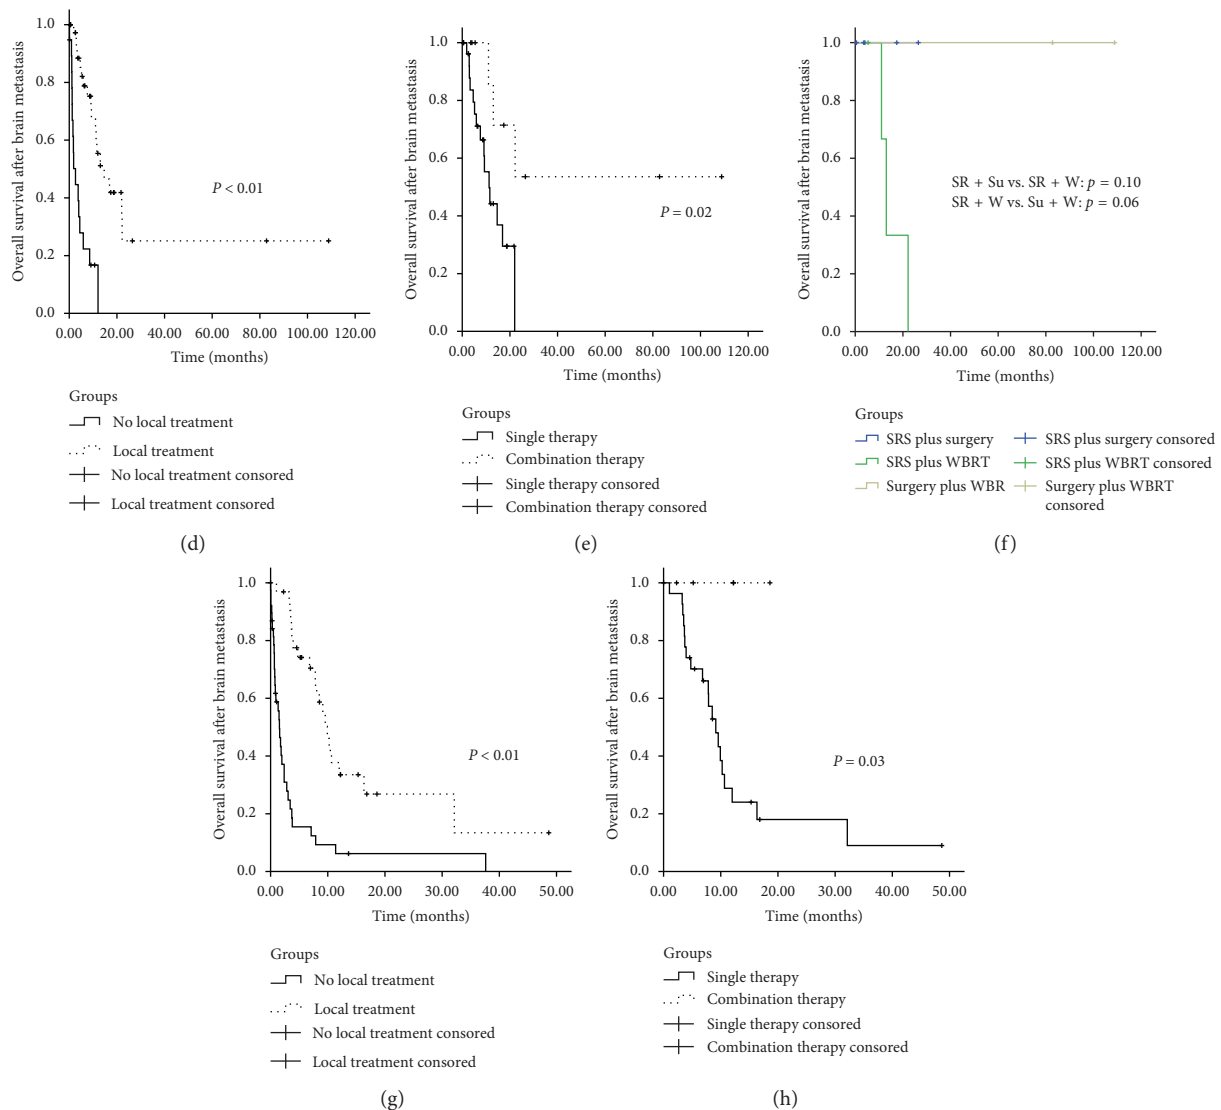 Overall survival after brain metastasis
1.0
0.8
0.6
0.4
0.2
0.0
P < 0.01
0.00 20.00 40.00 60.00 80.00 100.00 120.00
Time (months)
Groups
No local treatment
Local treatment
No local treatment consored
Local treatment consored
(d)
Overall survival after brain metastasis
1.0
0.8
0.6
0.4
0.2
0.0
P = 0.02
0.00 20.00 40.00 60.00 80.00 100.00 120.00
Time (months)
Groups
Single therapy
Combination therapy
Single therapy consored
Combination therapy consored
(e)
Overall survival after brain metastasis
1.0
0.8
0.6
0.4
0.2
0.0
SR + Su vs. SR + W: p = 0.10
SR + W vs. Su + W: p = 0.06
0.00 20.00 40.00 60.00 80.00 100.00 120.00
Time (months)
Groups
SRS plus surgery
SRS plus WBRT
Surgery plus WBR
SRS plus surgery consored
SRS plus WBRT consored
Surgery plus WBRT
consored
(f)
Overall survival after brain metastasis
1.0
0.8
0.6
0.4
0.2
0.0
P < 0.01
0.00 10.00 20.00 30.00 40.00 50.00
Time (months)
Groups
No local treatment
Local treatment
No local treatment consored
Local treatment consored
(g)
Overall survival after brain metastasis
1.0
0.8
0.6
0.4
0.2
0.0
P = 0.03
0.00 10.00 20.00 30.00 40.00 50.00
Time (months)
Groups
Single therapy
Combination therapy
Single therapy consored
Combination therapy consored
(h)